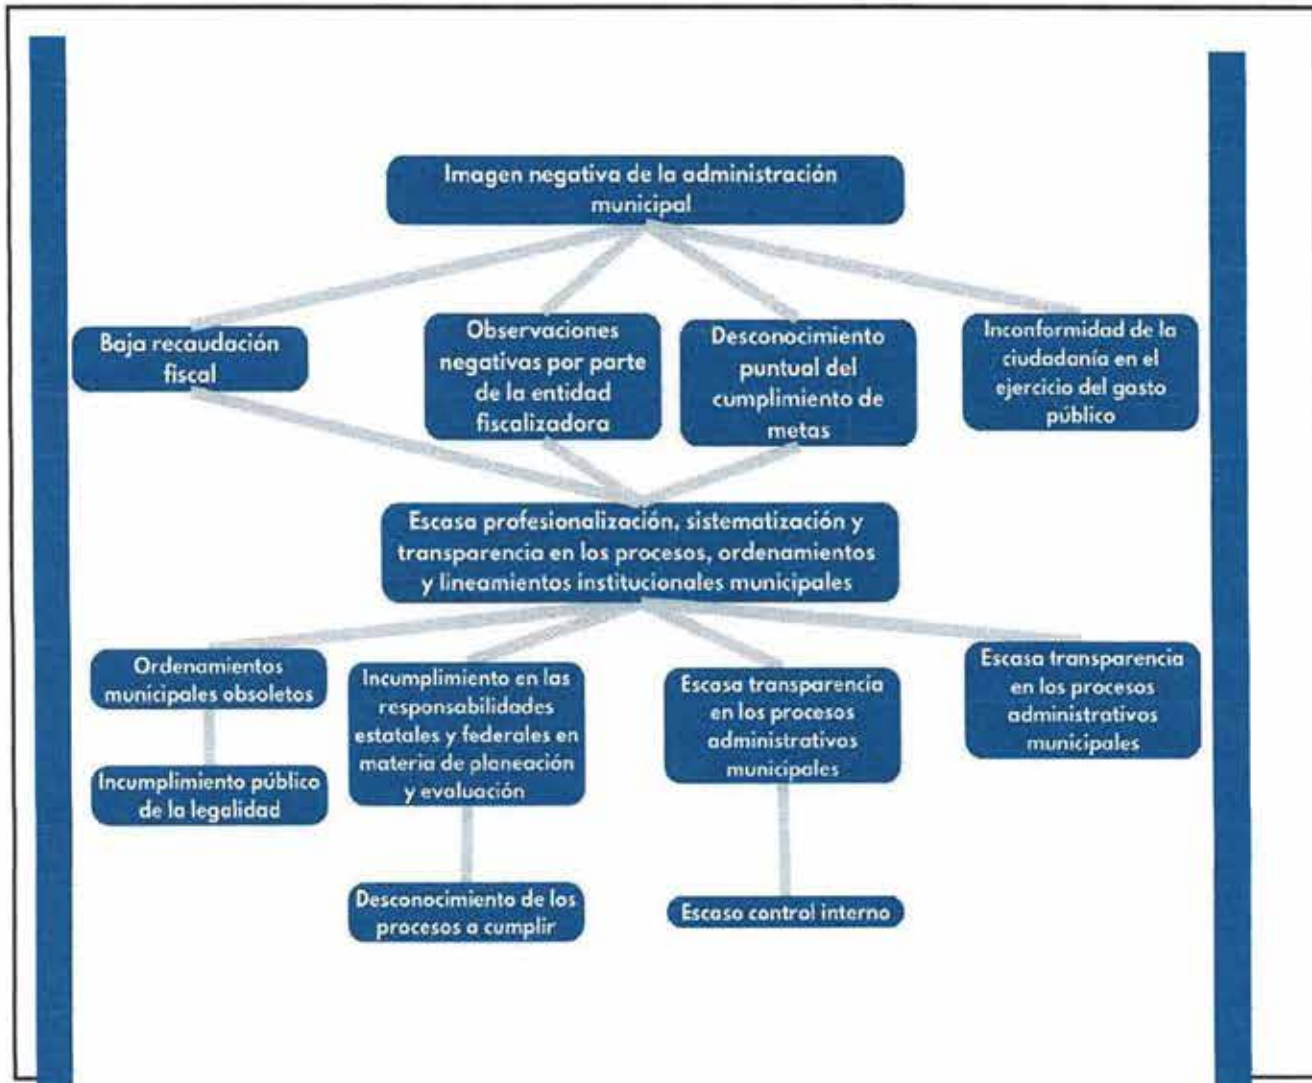 Imagen negativa de la administración
municipal
Baja recaudación
fiscal
Observaciones
negativas por parte
de la entidad
fiscalizadora
Desconocimiento
puntual del
cumplimiento de
metas
Inconformidad de la
ciudadanía en el
ejercicio del gasto
público
Escasa profesionalización, sistematización y
transparencia en los procesos, ordenamientos
y lineamientos institucionales municipales
Ordenamientos
municipales obsoletos
Incumplimiento en las
responsabilidades
estatales y federales en
materia de planeación
y evaluación
Escasa transparencia
en los procesos
administrativos
municipales
Escasa transparencia
en los procesos
administrativos
municipales
Incumplimiento público
de la legalidad
Desconocimiento de los
procesos a cumplir
Escaso control interno